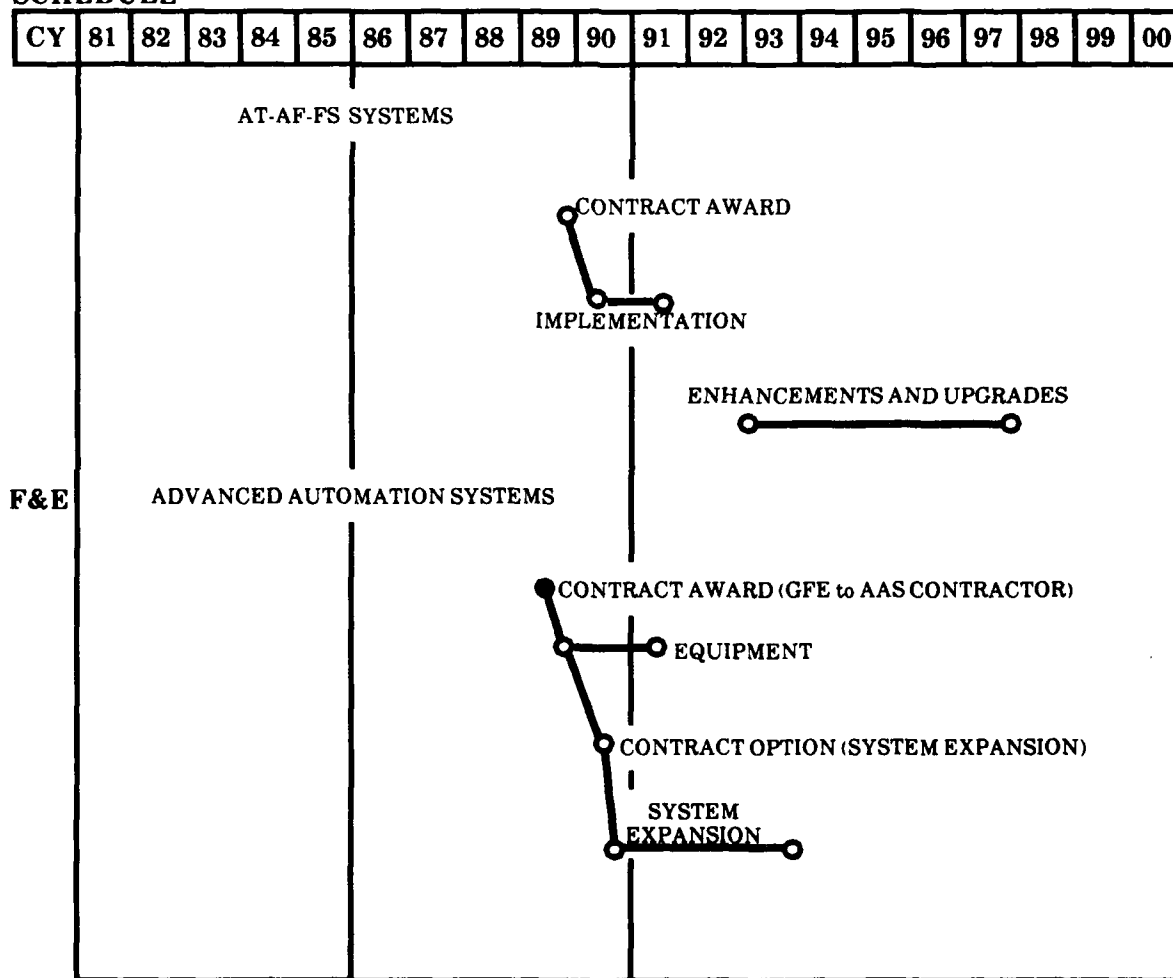 SCHEDULE
CY 81 82 83 84 85 86 87 88 89 90 91 92 93 94 95 96 97 98 99 00
AT-AF-FS SYSTEMS
CONTRACT AWARD
IMPLEMENTATION
ENHANCEMENTS AND UPGRADES
F&E
ADVANCED AUTOMATION SYSTEMS
CONTRACT AWARD (GFE to AAS CONTRACTOR)
EQUIPMENT
CONTRACT OPTION (SYSTEM EXPANSION)
SYSTEM
EXPANSION